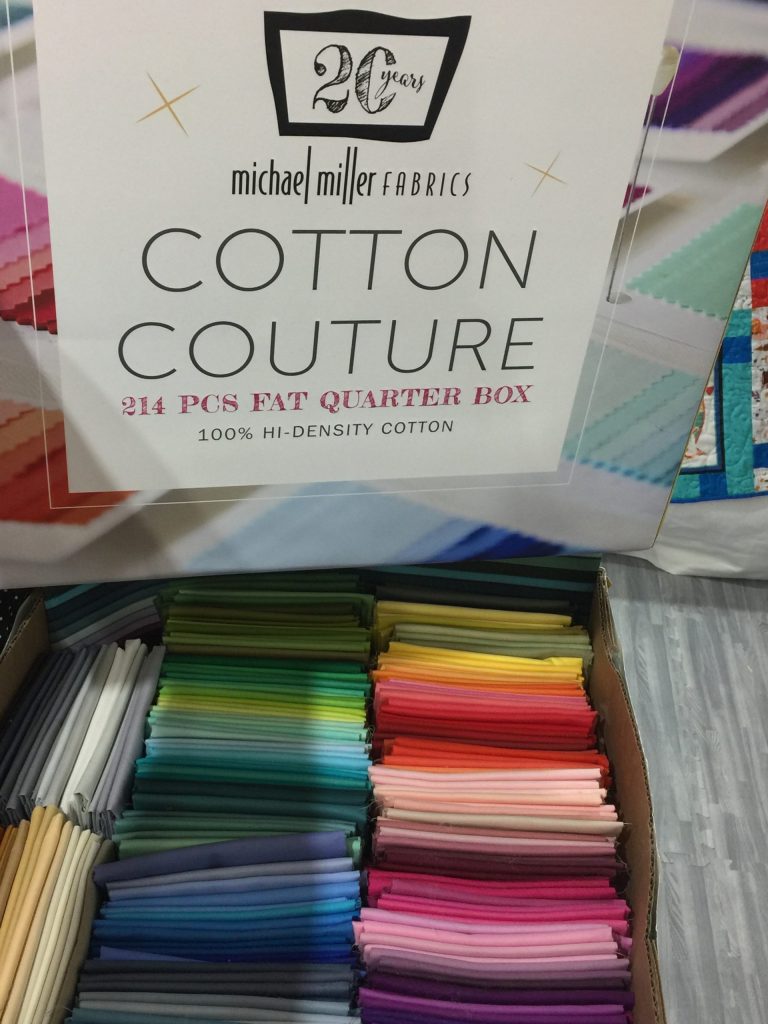 20 years
michael miller FABRICS
COTTON
COUTURE
214 PCS FAT QUARTER BOX
100% HI-DENSITY COTTON